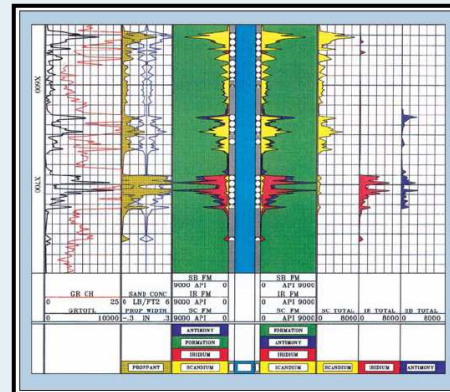 X600
X700
SB FM
9000 API 0
IR FM
9000 API 0
SC FM
9000 API 0
SB FM
0 API 9000
IR FM
0 API 9000
SC FM
0 API 9000
GR CH
0 25
GRTOTL
0 10000
SAND CONC
6 LB/FT2 6
PROP WIDTH
-.3 IN .3
SC TOTAL
0 8000
IR TOTAL
0 8000
SB TOTAL
0 8000
ANTIMONY
FORMATION
IRIDIUM
SCANDIUM
FORMATION
ANTIMONY
IRIDIUM
SCANDIUM
PROPPANT
SCANDIUM
IRIDIUM
ANTIMONY